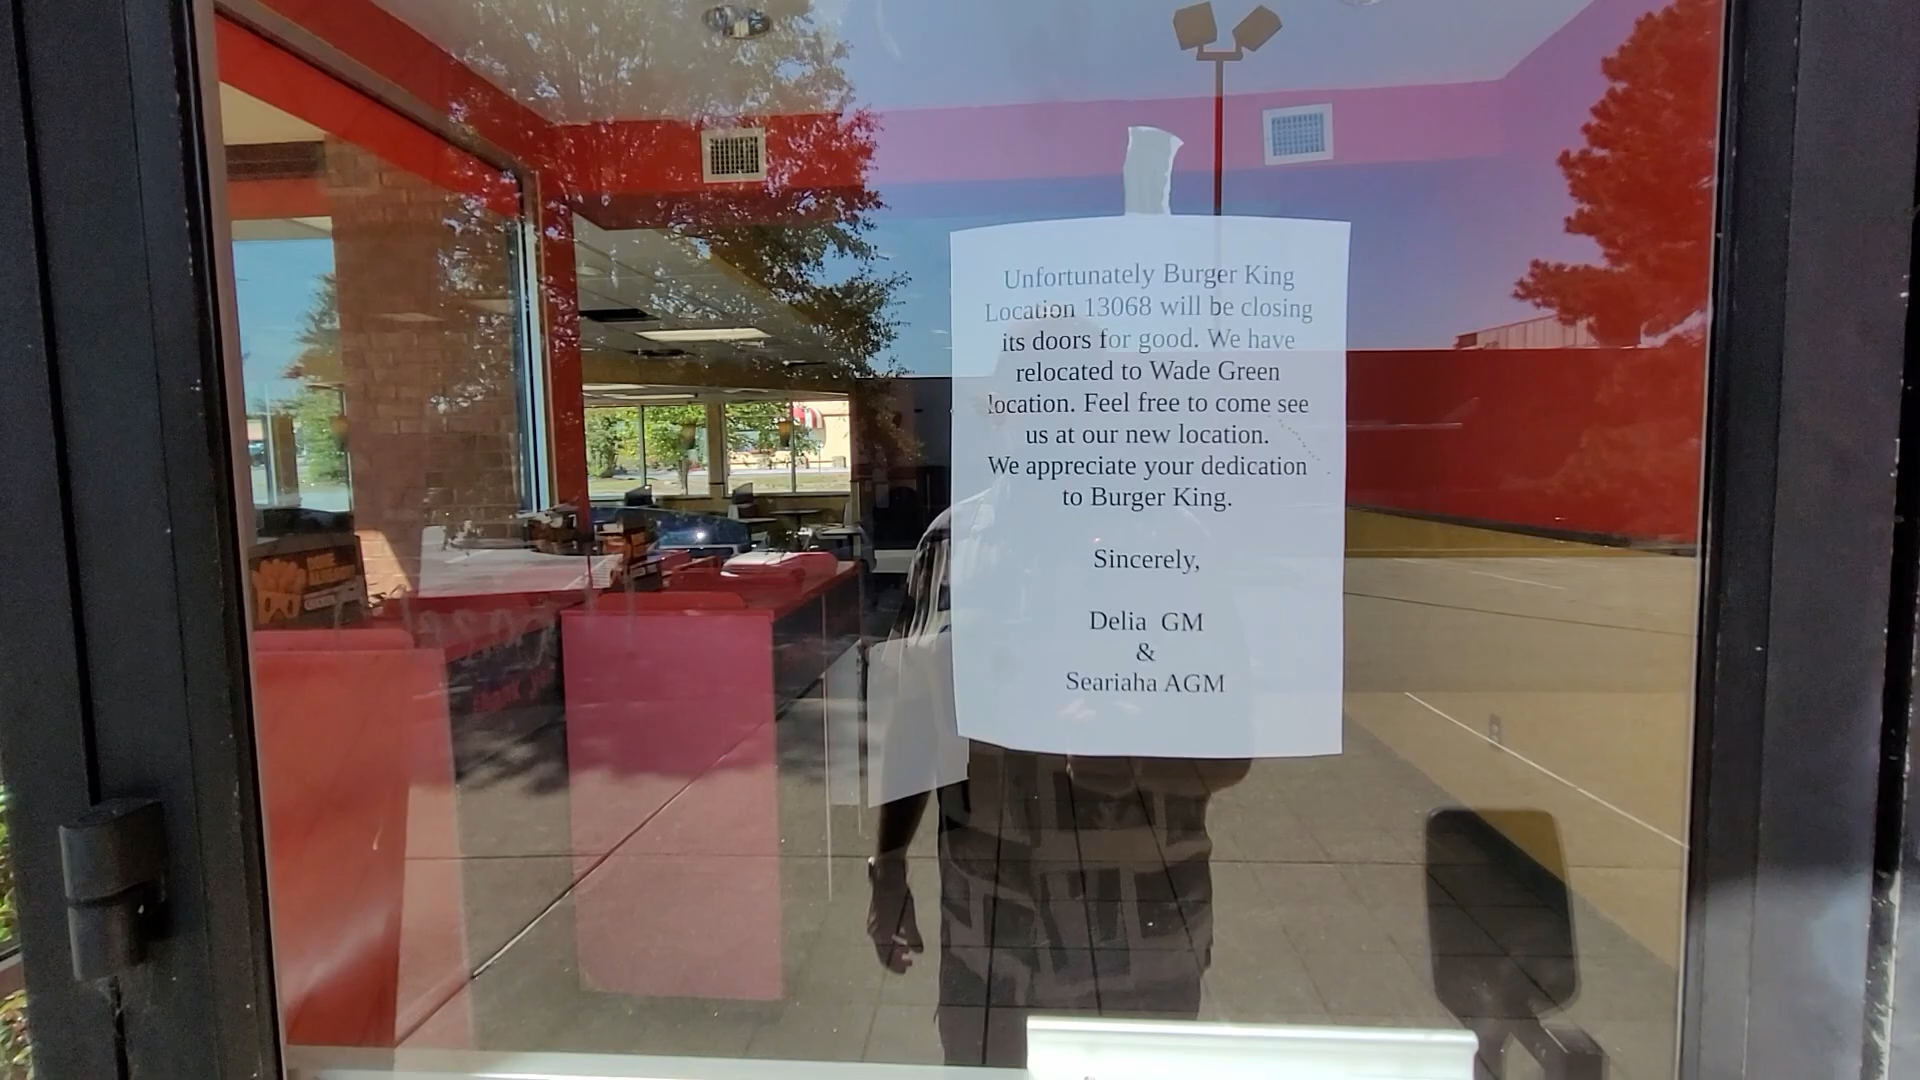 Unfortunately Burger King
Location 13068 will be closing
its doors for good. We have
relocated to Wade Green
location. Feel free to come see
us at our new location.
We appreciate your dedication
to Burger King.
Sincerely,
Delia GM
&
Seariaha AGM